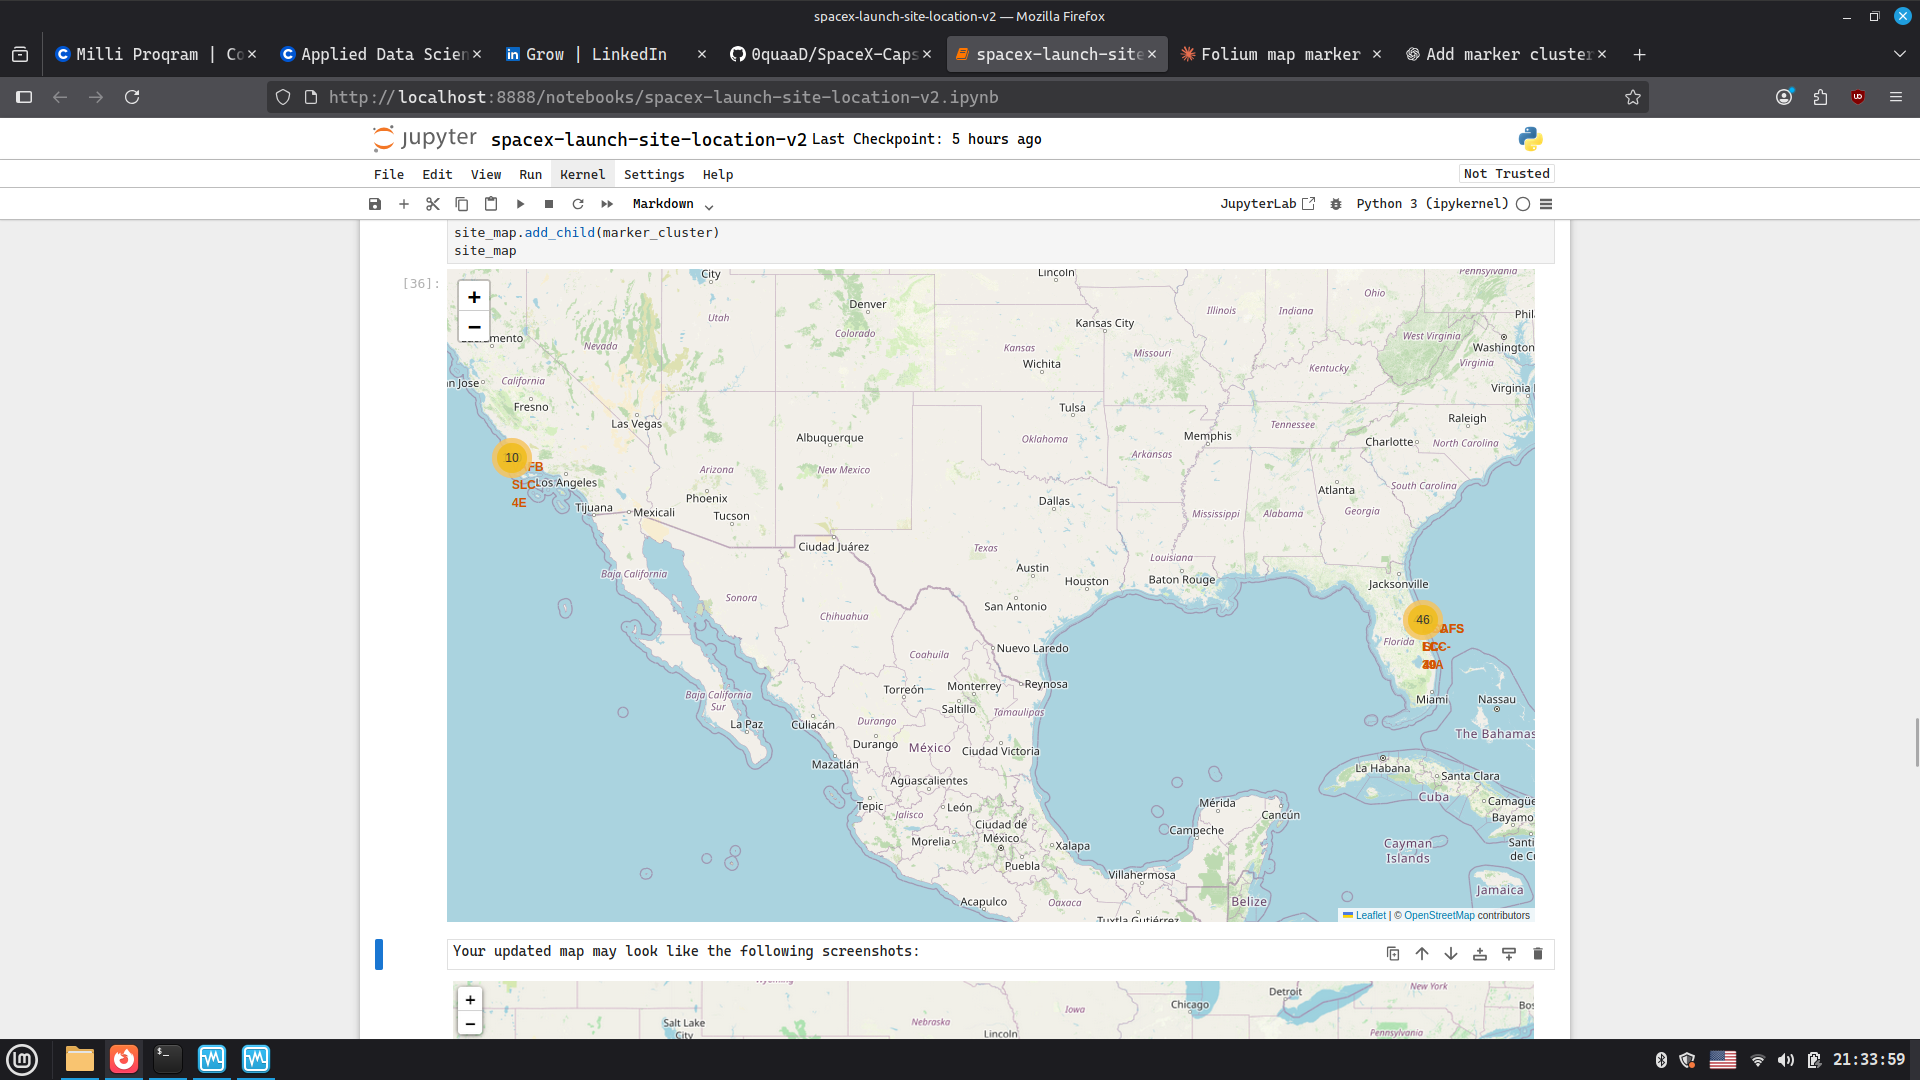 spacex-launch-site-location-v2 — Mozilla Firefox
Milli Proqram | Co
Applied Data Scien
Grow | LinkedIn
0quaaD/SpaceX-Caps
spacex-launch-site
Folium map marker
Add marker cluster
http://localhost:8888/notebooks/spacex-launch-site-location-v2.ipynb
jupyter spacex-launch-site-location-v2 Last Checkpoint: 5 hours ago
File Edit View Run Kernel Settings Help Not Trusted
Markdown JupyterLab Python 3 (ipykernel)
site_map.add_child(marker_cluster)
site_map
[36]:
+
−
City
Lincoln
Pennsylvania
Denver
Utah
Colorado
Nevada
Kansas City
Illinois
Indiana
Ohio
Phil
West Virginia
Washington
Virginia
Kansas
Missouri
Wichita
Kentucky
Virginia
n Jose
California
Fresno
Las Vegas
Tulsa
Raleigh
Tennessee
Albuquerque
Oklahoma
Memphis
Charlotte
North Carolina
10
FB
SLC-
4E
Los Angeles
Arizona
New Mexico
Arkansas
Phoenix
Tucson
Dallas
Atlanta
South Carolina
Tijuana
Mexicali
Mississippi
Alabama
Georgia
Ciudad Juárez
Texas
Louisiana
Baja California
Austin
Houston
Baton Rouge
Jacksonville
Sonora
Chihuahua
San Antonio
46
AFS
Florida
Coahuila
Nuevo Laredo
Torreón
Monterrey
Reynosa
Baja California
Sur
Saltillo
Tamaulipas
Miami
Nassau
La Paz
Culiacán
Durango
The Bahamas
Durango
México
Ciudad Victoria
Mazatlán
La Habana
Santa Clara
Aguascalientes
Cuba
Tepic
León
Camagüe
Jalisco
Mérida
Cancún
Bayamo
Ciudad de
México
Morelia
Xalapa
Campeche
Cayman
Islands
Santi
de Cu
Puebla
Villahermosa
Jamaica
Acapulco
Oaxaca
Belize
Tuxtla Gutiérrez
Leaflet | © OpenStreetMap contributors
Your updated map may look like the following screenshots:
+
−
Salt Lake
City
Nebraska
Lincoln
Iowa
Chicago
Detroit
New York
Bos
Pennsylvania
21:33:59